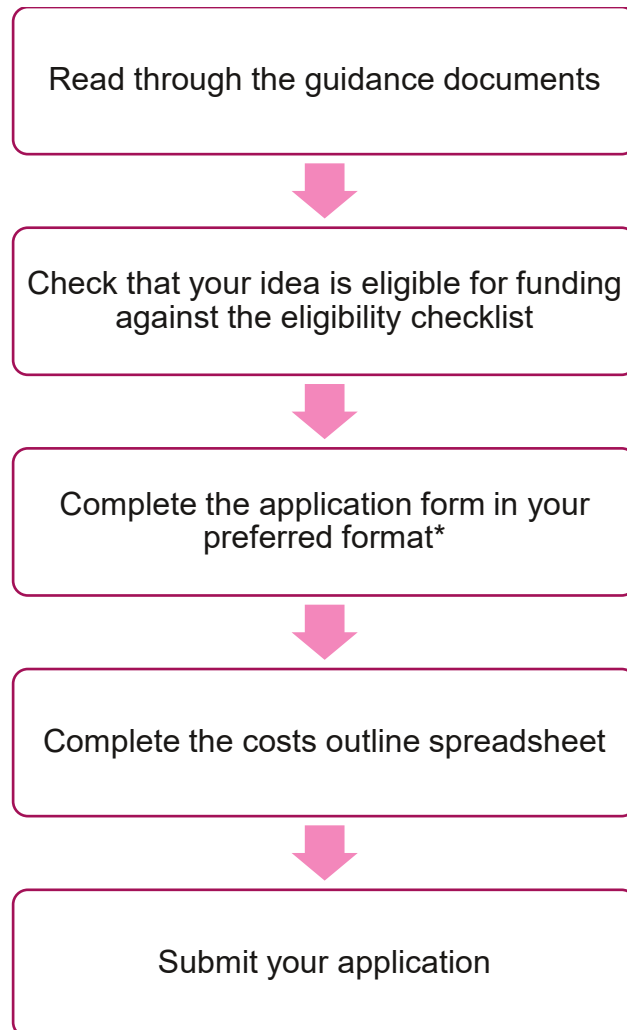 Read through the guidance documents
Check that your idea is eligible for funding
against the eligibility checklist
Complete the application form in your
preferred format*
Complete the costs outline spreadsheet
Submit your application